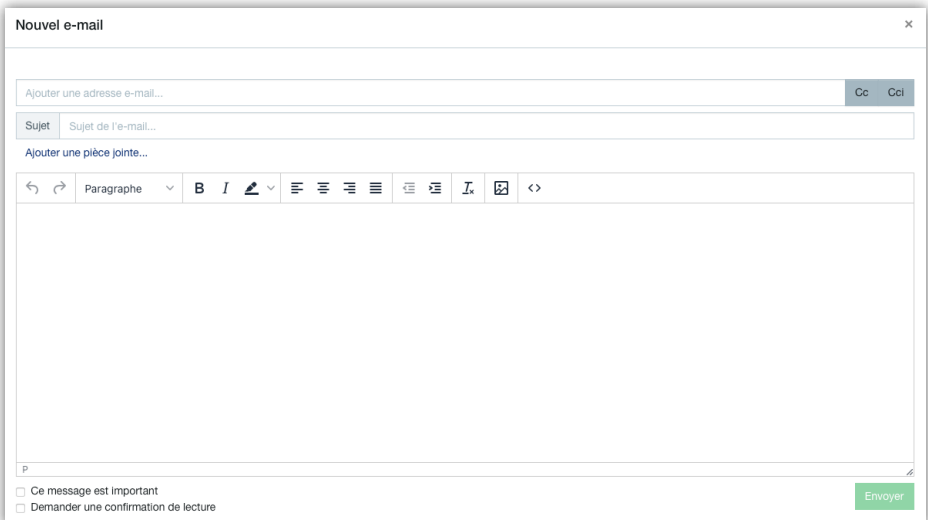 Nouvel e-mail ×
Ajouter une adresse e-mail... Cc Cci
Sujet Sujet de l'e-mail...
Ajouter une pièce jointe...
Paragraphe B I
P
Ce message est important
Envoyer
Demander une confirmation de lecture